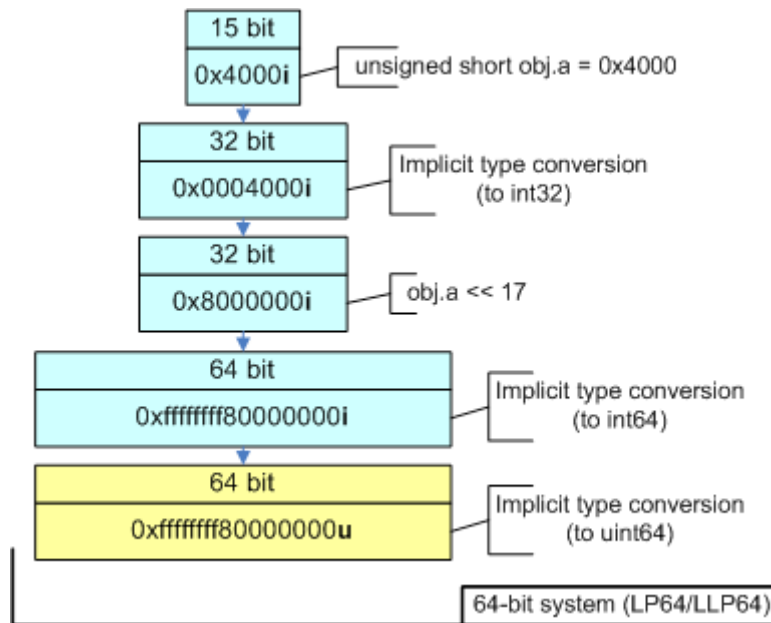 15 bit
0x4000i
unsigned short obj.a = 0x4000
32 bit
0x0004000i
Implicit type conversion
(to int32)
32 bit
0x8000000i
obj.a << 17
64 bit
0xffffffff80000000i
Implicit type conversion
(to int64)
64 bit
0xffffffff80000000u
Implicit type conversion
(to uint64)
64-bit system (LP64/LLP64)